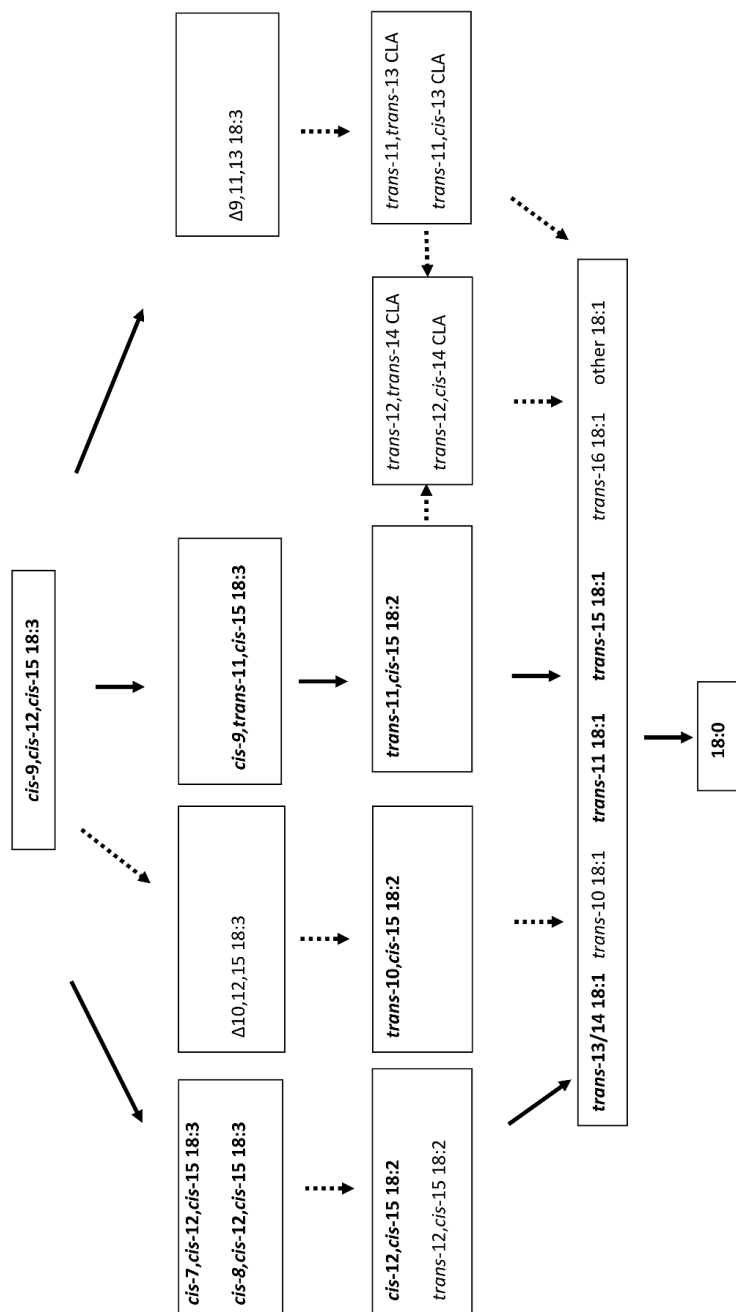 cis-9,cis-12,cis-15 18:3
cis-7,cis-12,cis-15 18:3
cis-8,cis-12,cis-15 18:3
Δ10,12,15 18:3
cis-9,trans-11,cis-15 18:3
Δ9,11,13 18:3
cis-12,cis-15 18:2
trans-12,cis-15 18:2
trans-10,cis-15 18:2
trans-11,cis-15 18:2
trans-12,trans-14 CLA
trans-12,cis-14 CLA
trans-11,trans-13 CLA
trans-11,cis-13 CLA
trans-13/14 18:1 trans-10 18:1 trans-11 18:1 trans-15 18:1 trans-16 18:1 other 18:1
18:0